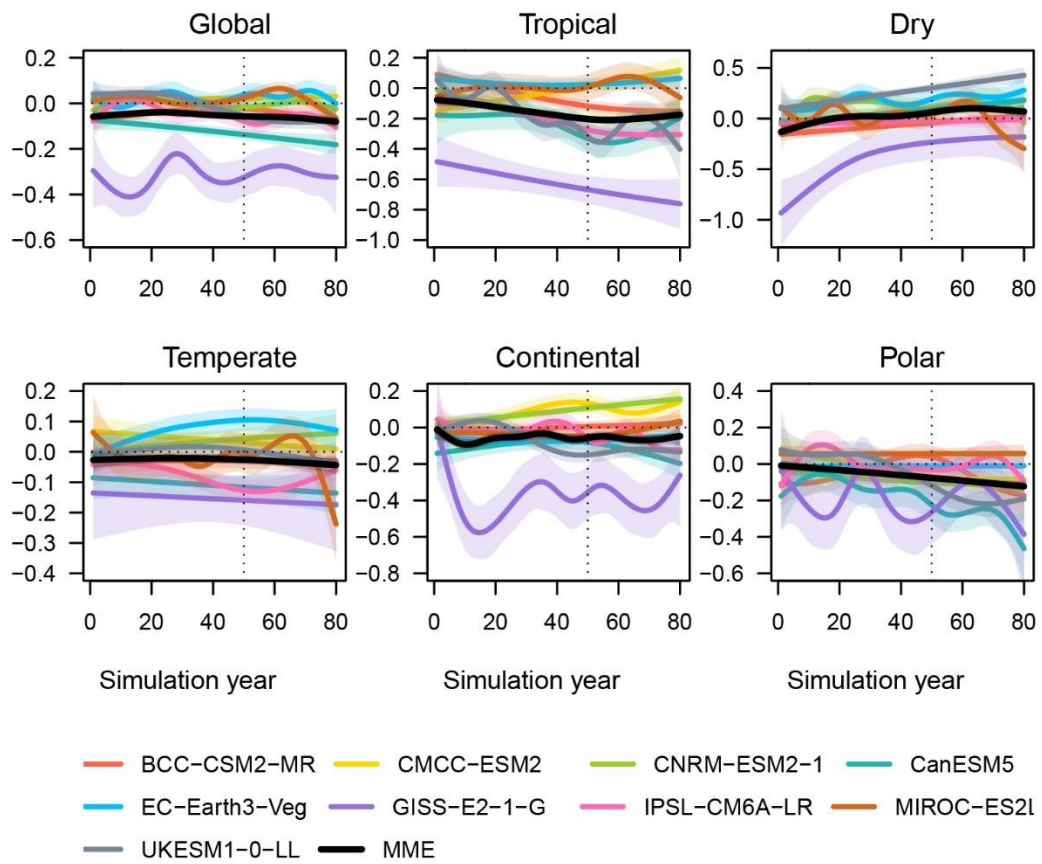 Global Tropical Dry
0.2 0.2 0.5
0.0 0.0 0.0
−0.2 −0.2 −0.5
−0.4 −0.4 −1.0
−0.6 −0.6
−0.8
−1.0
0 20 40 60 80 0 20 40 60 80 0 20 40 60 80
Temperate Continental Polar
0.2 0.2 0.4
0.1 0.0 0.2
0.0 −0.2 0.0
−0.1 −0.4 −0.2
−0.2 −0.6 −0.4
−0.3 −0.8 −0.6
−0.4
0 20 40 60 80 0 20 40 60 80 0 20 40 60 80
Simulation year Simulation year Simulation year
BCC−CSM2−MR CMCC−ESM2 CNRM−ESM2−1 CanESM5
EC−Earth3−Veg GISS−E2−1−G IPSL−CM6A−LR MIROC−ES2L
UKESM1−0−LL MME